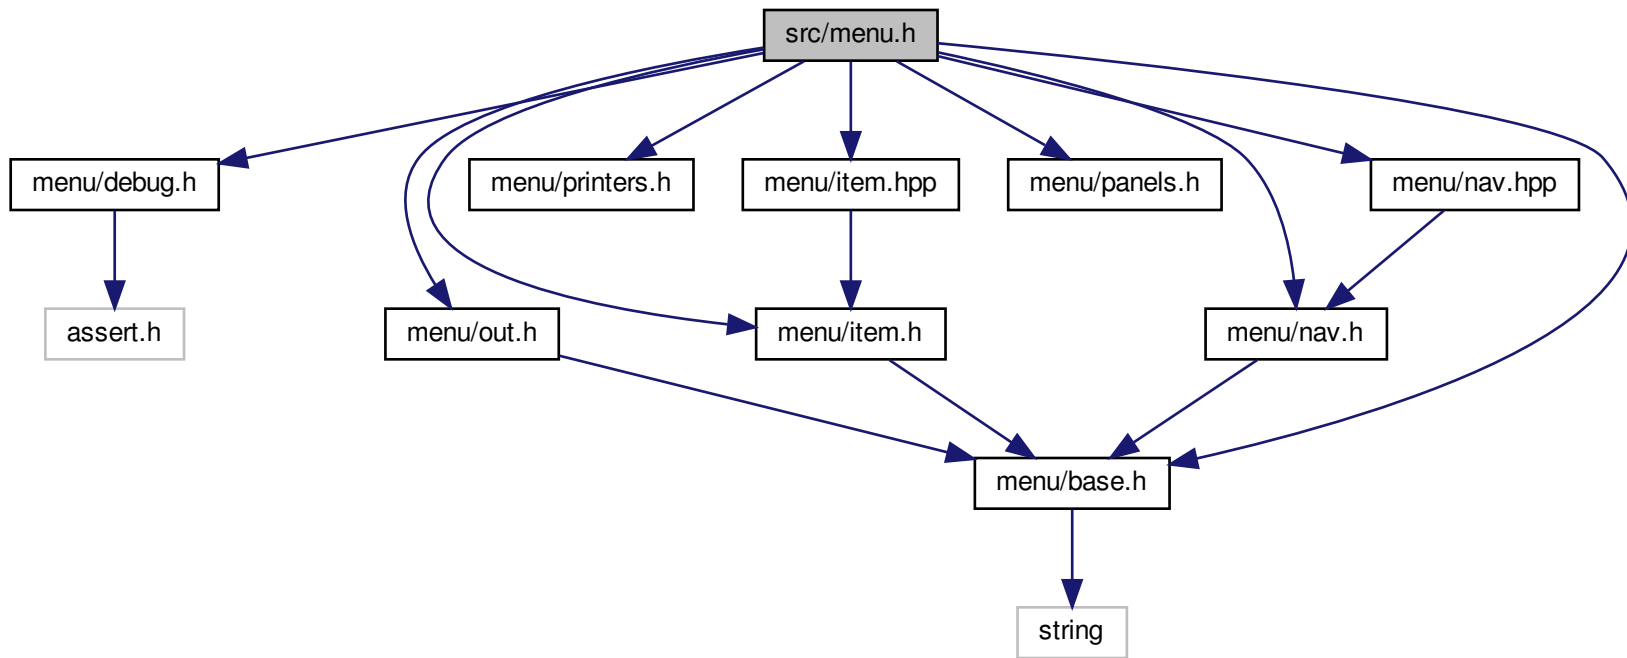 src/menu.h
menu/debug.h
menu/printers.h
menu/item.hpp
menu/panels.h
menu/nav.hpp
assert.h
menu/out.h
menu/item.h
menu/nav.h
menu/base.h
string